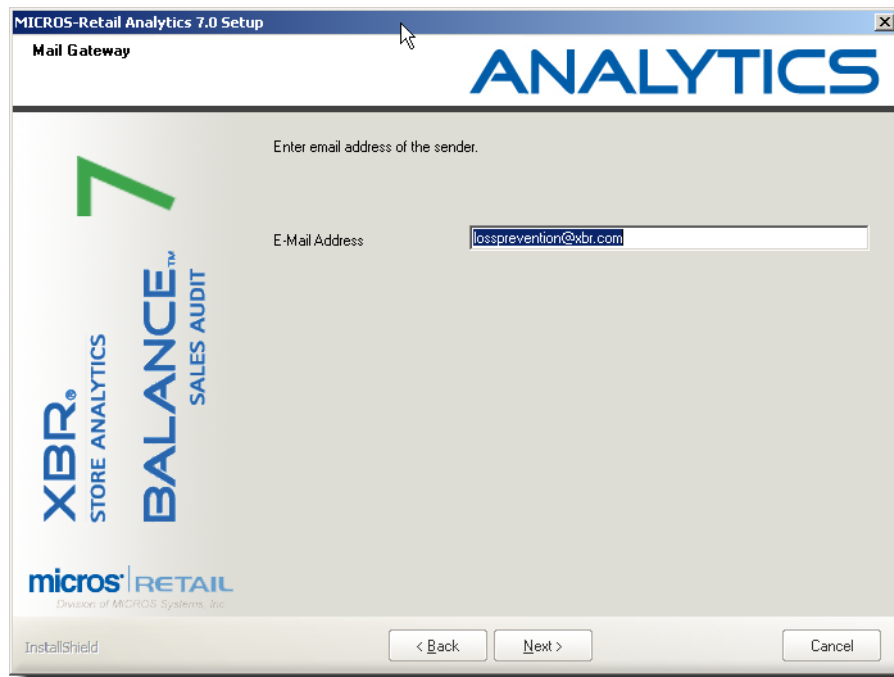 MICROS-Retail Analytics 7.0 Setup
Mail Gateway
ANALYTICS
Enter email address of the sender.
E-Mail Address
lossprevention@xbr.com
7
XBR®
STORE ANALYTICS
BALANCE™
SALES AUDIT
micros® RETAIL
Division of MICROS Systems, Inc.
InstallShield
< Back
Next >
Cancel